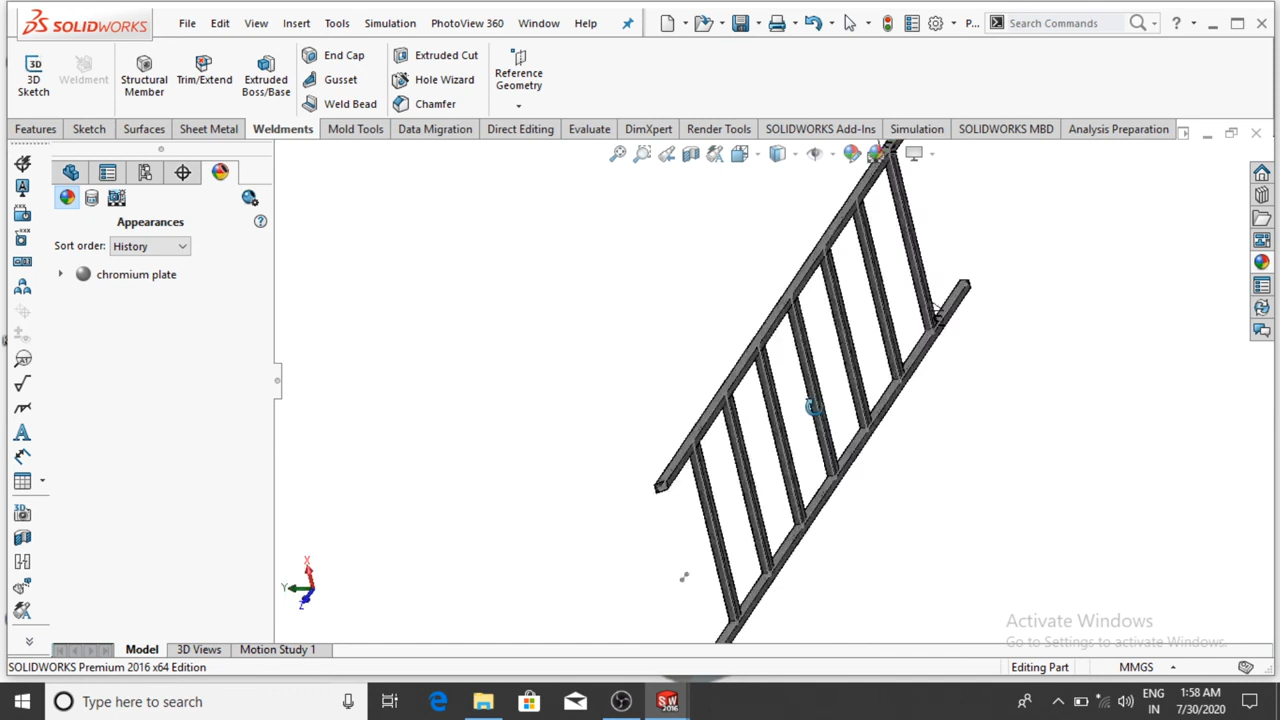 SOLIDWORKS File Edit View Insert Tools Simulation PhotoView 360 Window Help P... Search Commands ?
3D Sketch
Weldment
Structural Member
Trim/Extend
Extruded Boss/Base
End Cap
Gusset
Weld Bead
Extruded Cut
Hole Wizard
Chamfer
Reference Geometry
Features Sketch Surfaces Sheet Metal Weldments Mold Tools Data Migration Direct Editing Evaluate DimXpert Render Tools SOLIDWORKS Add-Ins Simulation SOLIDWORKS MBD Analysis Preparation
Appearances
Sort order: History
chromium plate
X
Y
Z
Activate Windows
Go to Settings to activate Windows.
Model 3D Views Motion Study 1
SOLIDWORKS Premium 2016 x64 Edition Editing Part MMGS
Type here to search
SW
2016
ENG
IN
1:58 AM
7/30/2020